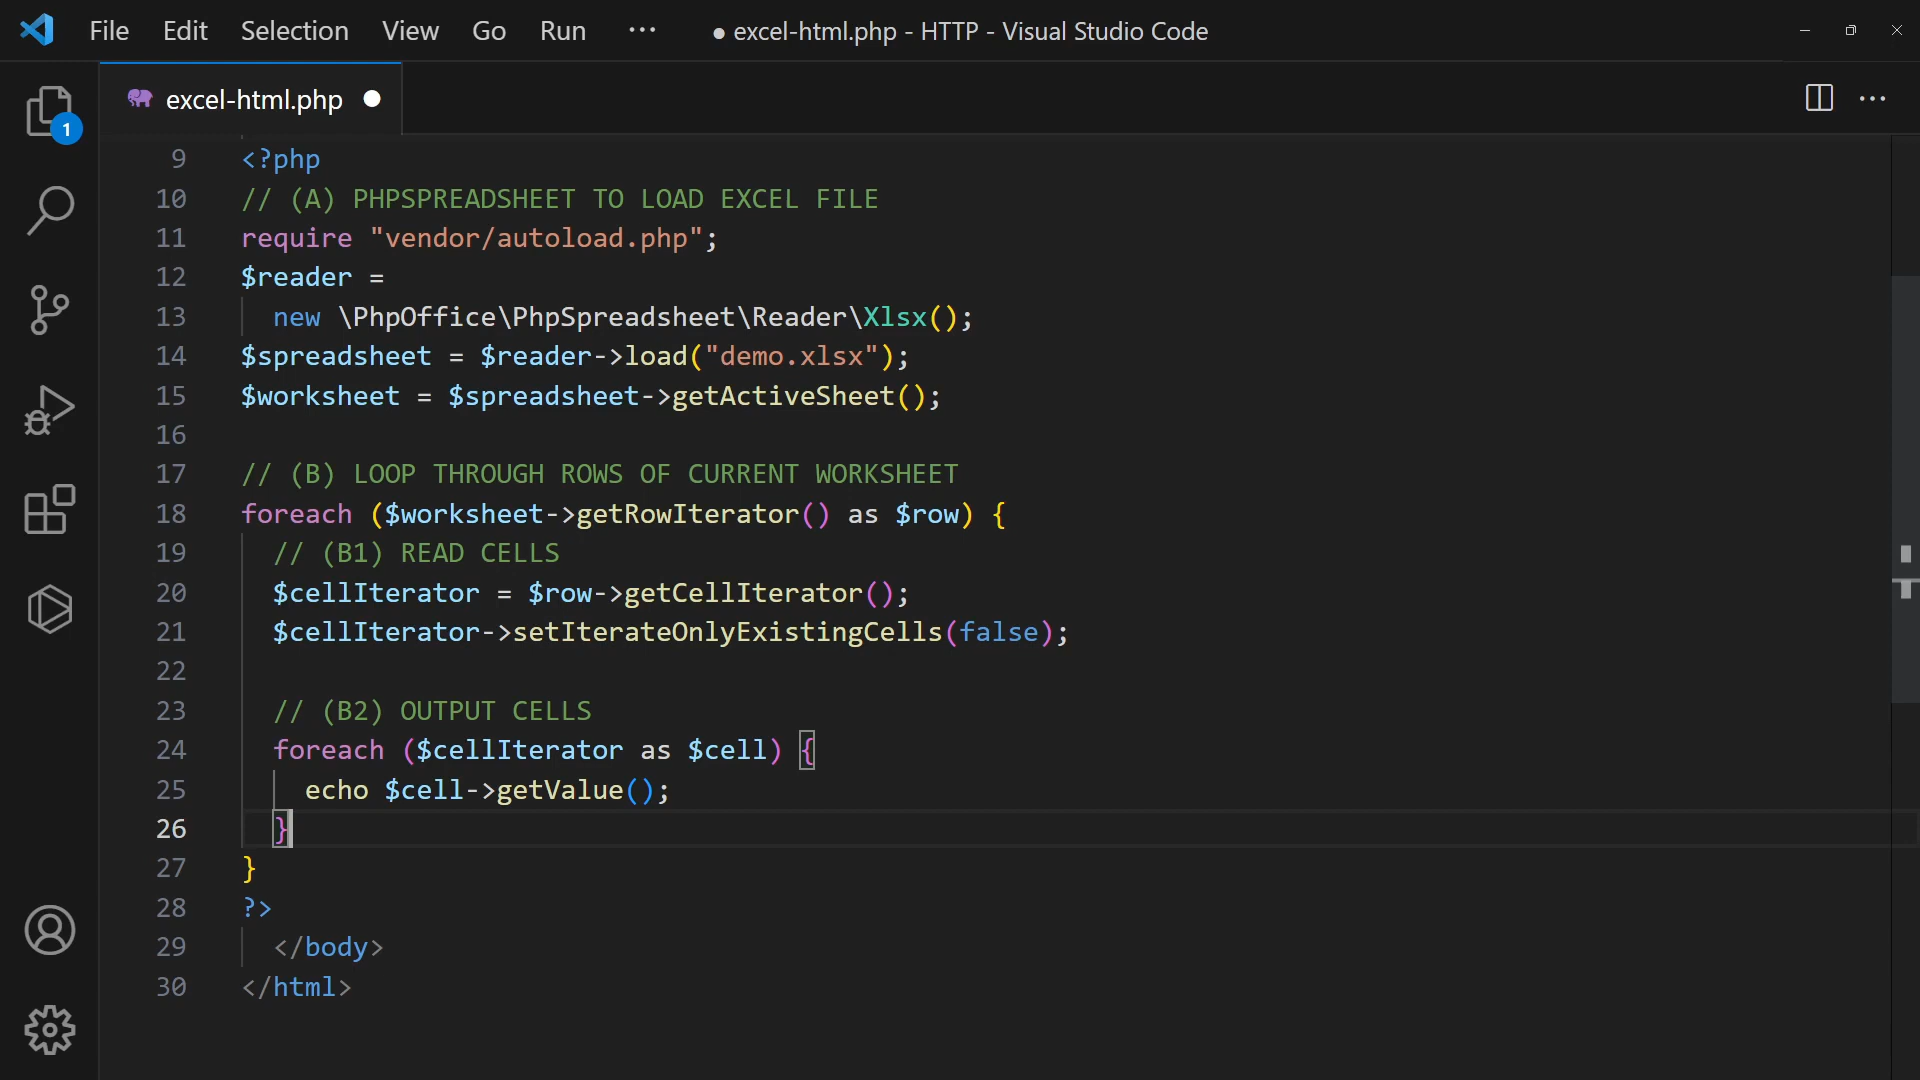 File Edit Selection View Go Run ··· ● excel-html.php - HTTP - Visual Studio Code
excel-html.php
1
9 <?php
10 // (A) PHPSPREADSHEET TO LOAD EXCEL FILE
11 require "vendor/autoload.php";
12 $reader =
13   new \PhpOffice\PhpSpreadsheet\Reader\Xlsx();
14 $spreadsheet = $reader->load("demo.xlsx");
15 $worksheet = $spreadsheet->getActiveSheet();
16
17 // (B) LOOP THROUGH ROWS OF CURRENT WORKSHEET
18 foreach ($worksheet->getRowIterator() as $row) {
19   // (B1) READ CELLS
20   $cellIterator = $row->getCellIterator();
21   $cellIterator->setIterateOnlyExistingCells(false);
22
23   // (B2) OUTPUT CELLS
24   foreach ($cellIterator as $cell) {
25     echo $cell->getValue();
26   }
27 }
28 ?>
29   </body>
30 </html>